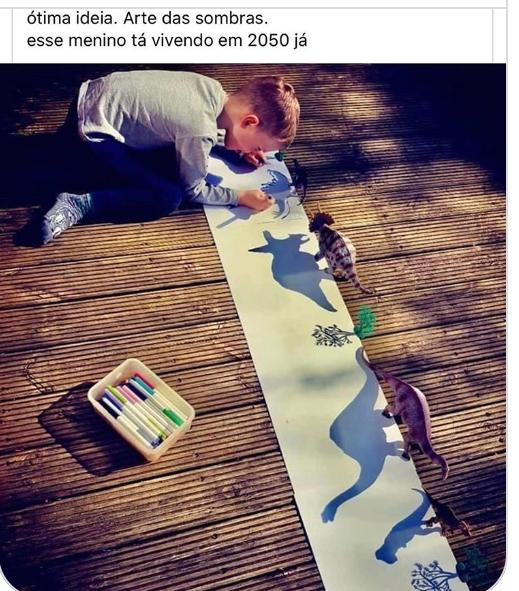 ótima ideia. Arte das sombras.
esse menino tá vivendo em 2050 já